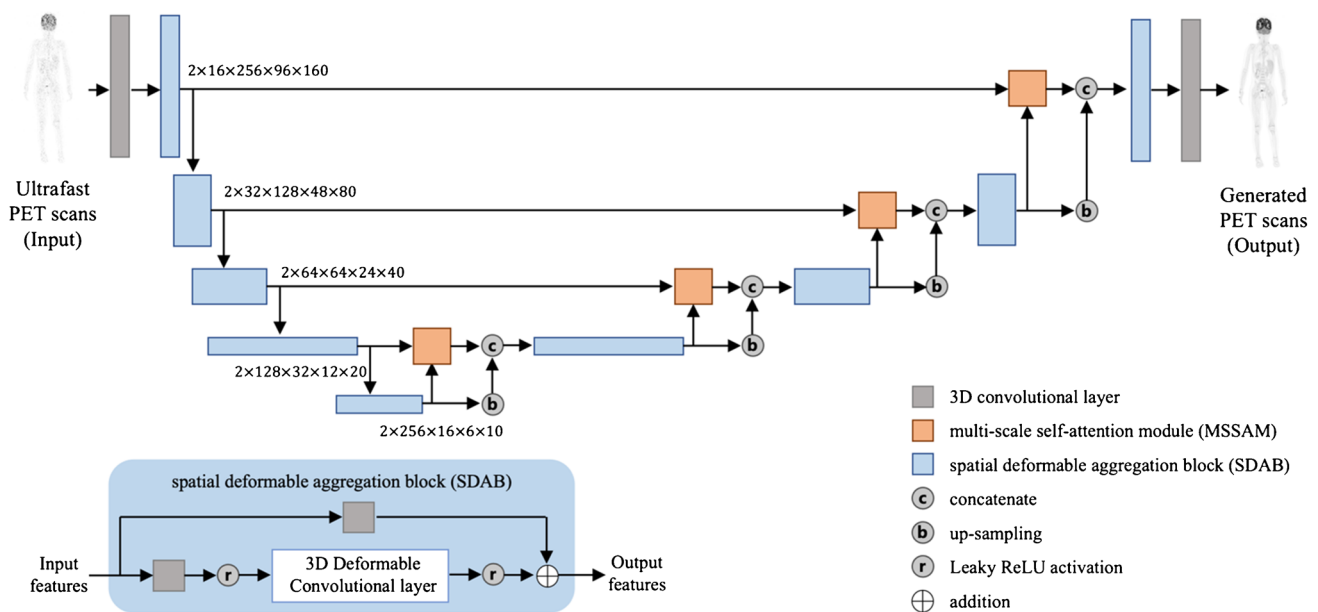 2×16×256×96×160
c
Ultrafast
PET scans
(Input)
2×32×128×48×80
c
b
Generated
PET scans
(Output)
2×64×64×24×40
c
b
c
b
2×128×32×12×20
b
2×256×16×6×10
3D convolutional layer
multi-scale self-attention module (MSSAM)
spatial deformable aggregation block (SDAB)
c concatenate
b up-sampling
r Leaky ReLU activation
addition
spatial deformable aggregation block (SDAB)
Input
features
r
3D Deformable
Convolutional layer
r
Output
features